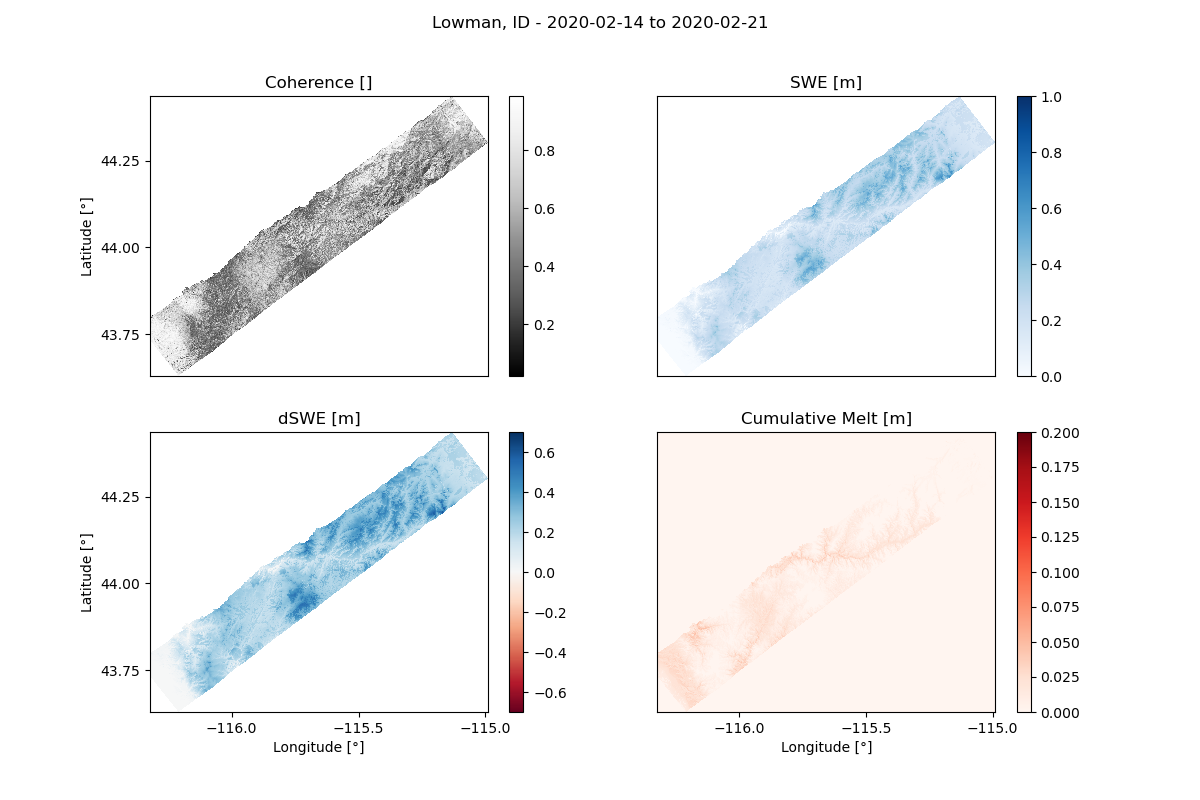 Lowman, ID - 2020-02-14 to 2020-02-21
Coherence []
SWE [m]
44.25
44.00
43.75
Latitude [°]
0.8
0.6
0.4
0.2
1.0
0.8
0.6
0.4
0.2
0.0
dSWE [m]
Cumulative Melt [m]
44.25
44.00
43.75
Latitude [°]
0.6
0.4
0.2
0.0
−0.2
−0.4
−0.6
0.200
0.175
0.150
0.125
0.100
0.075
0.050
0.025
0.000
−116.0 −115.5 −115.0
Longitude [°]
−116.0 −115.5 −115.0
Longitude [°]